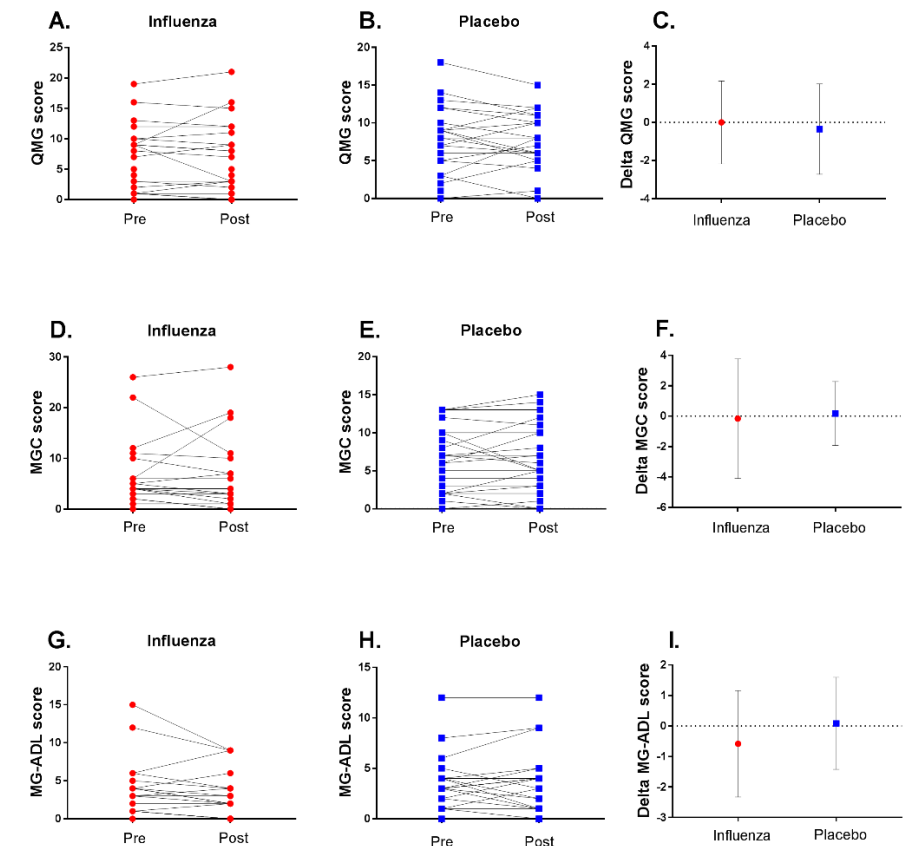 A.
Influenza
QMG score
25
20
15
10
5
0
Pre Post
B.
Placebo
QMG score
20
15
10
5
0
Pre Post
C.
Delta QMG score
4
2
0
-2
-4
Influenza Placebo
D.
Influenza
MGC score
30
20
10
0
Pre Post
E.
Placebo
MGC score
20
15
10
5
0
Pre Post
F.
Delta MGC score
4
2
0
-2
-4
-6
Influenza Placebo
G.
Influenza
MG-ADL score
20
15
10
5
0
Pre Post
H.
Placebo
MG-ADL score
15
10
5
0
Pre Post
I.
Delta MG-ADL score
2
1
0
-1
-2
-3
Influenza Placebo